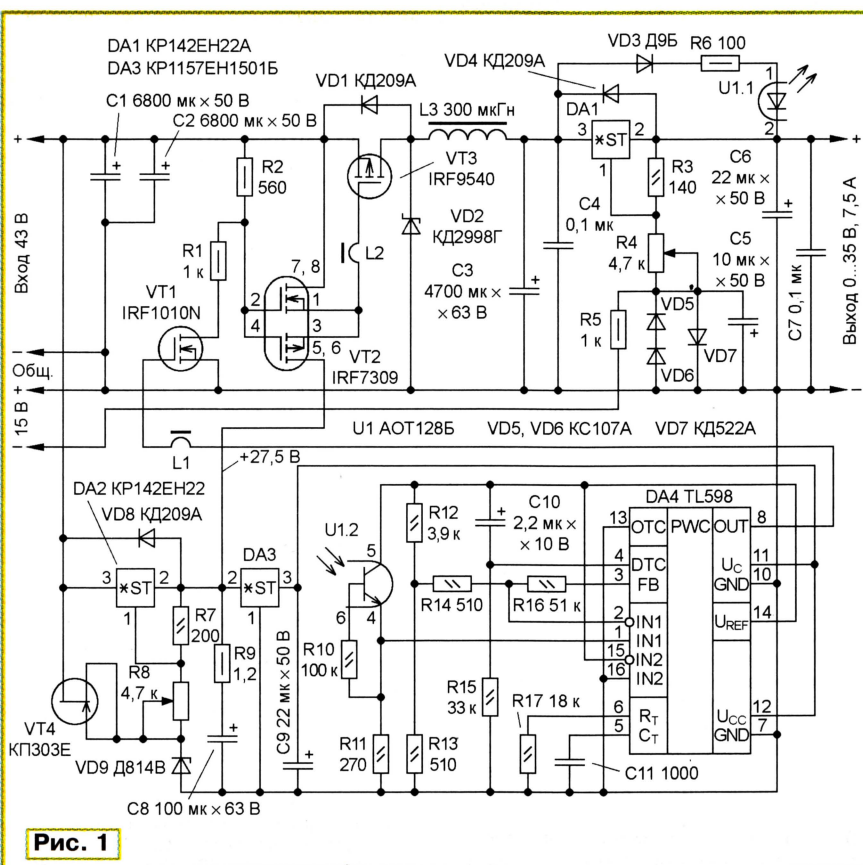 DA1 КР142ЕН22А
DA3 КР1157ЕН1501Б
C1 6800 мк × 50 В
C2 6800 мк × 50 В
VD1 КД209А
VD4 КД209А
VD3 Д9Б
R6 100
1
U1.1
2
L3 300 мкГн
DA1
3
∗ST
2
1
+
+
+
+
R2
560
VT3
IRF9540
R3
140
C6
22 мк ×
× 50 В
+
VD2
КД2998Г
C4
0,1 мк
L2
R1
1 к
7, 8
2
1
4
3
5, 6
C3
4700 мк ×
× 63 В
+
R4
4,7 к
C5
10 мк ×
× 50 В
+
C7 0,1 мк
Вход 43 В
Выход 0...35 В, 7,5 А
VT1
IRF1010N
VT2
IRF7309
R5
1 к
VD5
VD6
VD7
−
Общ.
+
−
15 В
−
U1 АОТ128Б
VD5, VD6 КС107А
VD7 КД522А
L1
+27,5 В
DA2 КР142ЕН22
VD8 КД209А
3
∗ST
2
1
DA3
2
∗ST
3
1
R7
200
R8
4,7 к
R9
1,2
VT4
КП303Е
VD9 Д814В
C8 100 мк × 63 В
+
C9 22 мк × 50 В
+
U1.2
5
6
4
R10
100 к
R11
270
R12
3,9 к
C10
2,2 мк ×
× 10 В
+
R14 510
R16 51 к
R15
33 к
R13
510
R17 18 к
C11 1000
DA4 TL598
13
OTC
PWC
OUT
8
4
DTC
UC
11
3
FB
GND
10
2
IN1
UREF
14
1
IN1
15
IN2
16
IN2
6
RT
UCC
12
5
CT
GND
7
Рис. 1